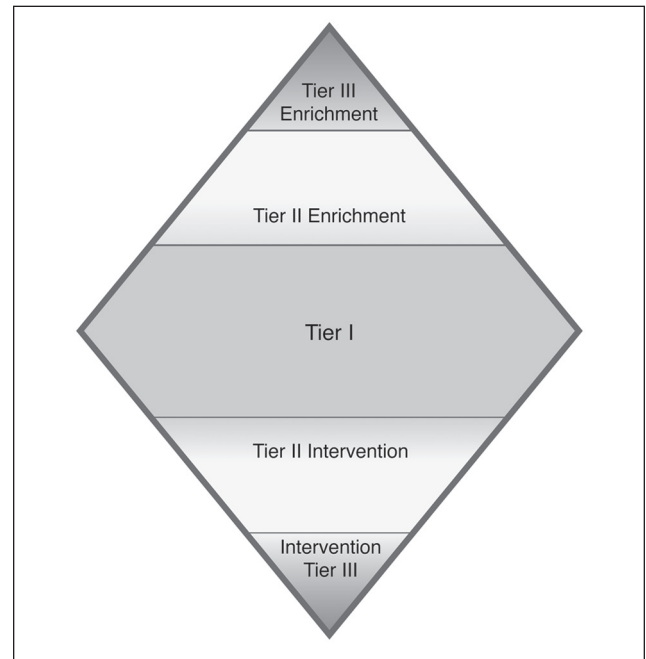 Tier III
Enrichment
Tier II Enrichment
Tier I
Tier II Intervention
Intervention
Tier III